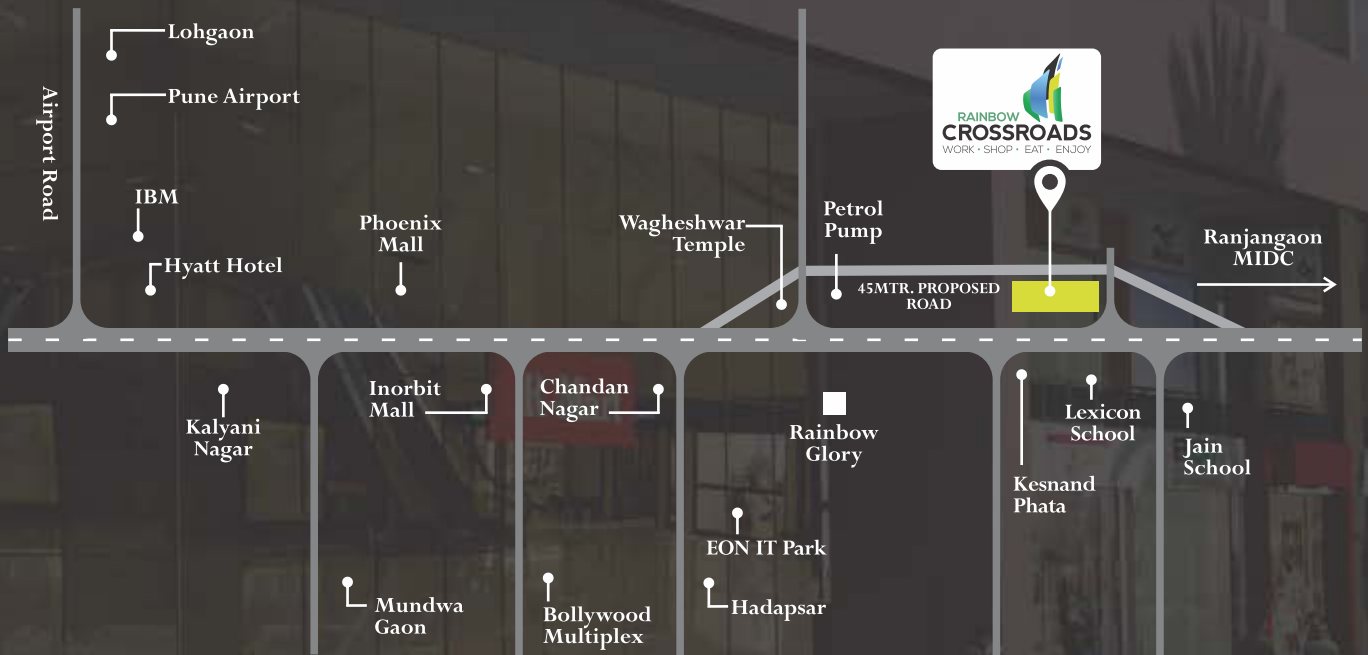 Lohgaon
Pune Airport
Airport Road
RAINBOW
CROSSROADS
WORK • SHOP • EAT • ENJOY
IBM
Hyatt Hotel
Phoenix
Mall
Wagheshwar
Temple
Petrol
Pump
45MTR. PROPOSED
ROAD
Ranjangaon
MIDC
Kalyani
Nagar
Inorbit
Mall
Chandan
Nagar
Rainbow
Glory
Lexicon
School
Jain
School
Kesnand
Phata
EON IT Park
Mundwa
Gaon
Bollywood
Multiplex
Hadapsar